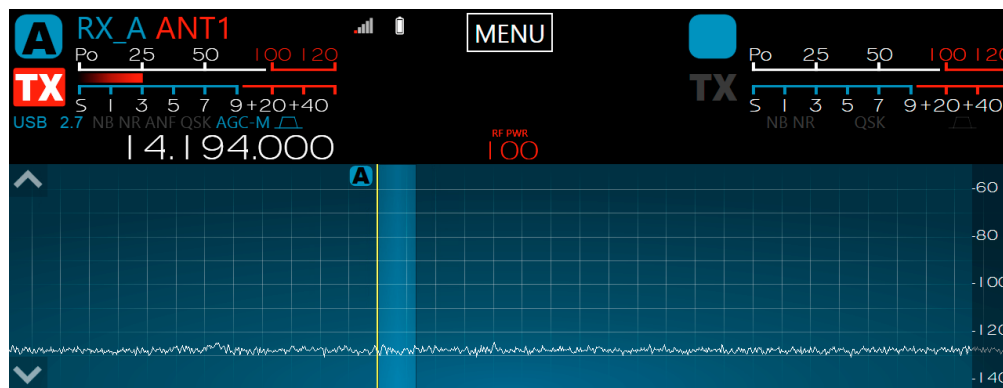 A RX_A ANT1 MENU
Po 25 50 100 120 Po 25 50 100 120
TX TX
S 1 3 5 7 9 +20 +40 S 1 3 5 7 9 +20 +40
USB 2.7 NB NR ANF QSK AGC-M NB NR QSK
RF PWR
14.194.000 100
A
-60
-80
-100
-120
-140